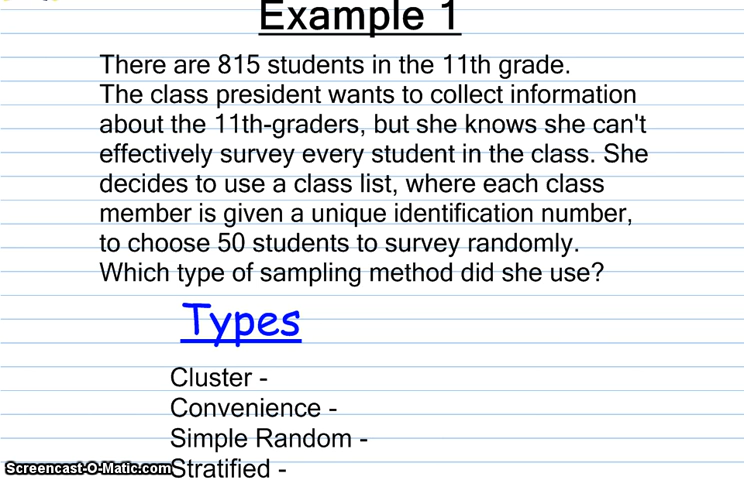 Example 1
There are 815 students in the 11th grade.
The class president wants to collect information
about the 11th-graders, but she knows she can't
effectively survey every student in the class. She
decides to use a class list, where each class
member is given a unique identification number,
to choose 50 students to survey randomly.
Which type of sampling method did she use?
Types
Cluster -
Convenience -
Simple Random -
Stratified -
Screencast-O-Matic.com